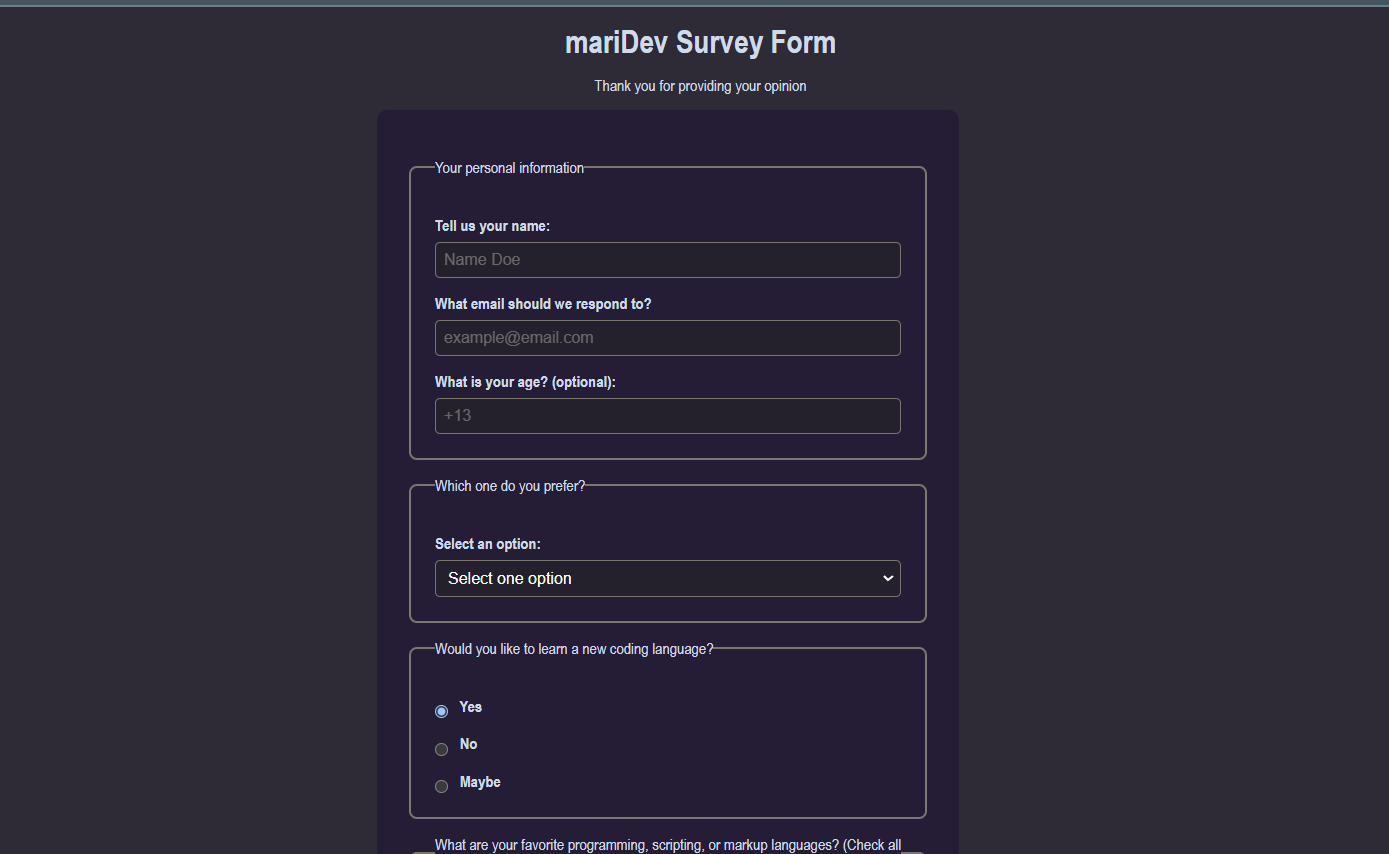 mariDev Survey Form
Thank you for providing your opinion
Your personal information
Tell us your name:
Name Doe
What email should we respond to?
example@email.com
What is your age? (optional):
+13
Which one do you prefer?
Select an option:
Select one option
Would you like to learn a new coding language?
Yes
No
Maybe
What are your favorite programming, scripting, or markup languages? (Check all